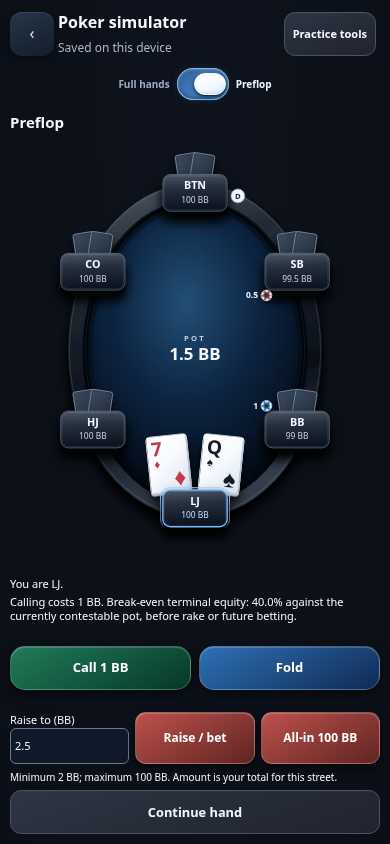 ‹
Poker simulator
Saved on this device
Practice tools
Full hands
Preflop
Preflop
BTN
100 BB
D
CO
100 BB
SB
99.5 BB
0.5
POT
1.5 BB
HJ
100 BB
1
BB
99 BB
7
Q
LJ
100 BB
You are LJ.
Calling costs 1 BB. Break-even terminal equity: 40.0% against the
currently contestable pot, before rake or future betting.
Call 1 BB
Fold
Raise to (BB)
2.5
Raise / bet
All-in 100 BB
Minimum 2 BB; maximum 100 BB. Amount is your total for this street.
Continue hand